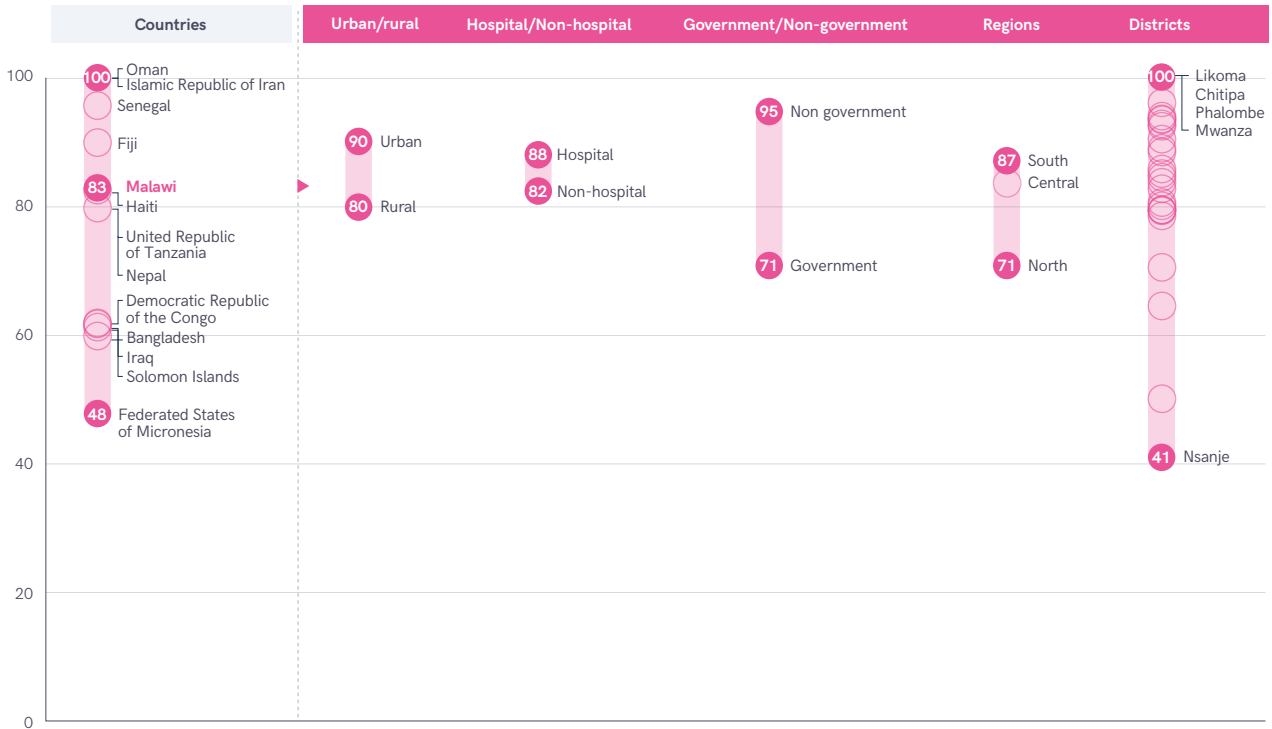 Countries
Urban/rural
Hospital/Non-hospital
Government/Non-government
Regions
Districts
100
80
60
40
20
0
100
Oman
Islamic Republic of Iran
Senegal
Fiji
83
Malawi
Haiti
United Republic
of Tanzania
Nepal
Democratic Republic
of the Congo
Bangladesh
Iraq
Solomon Islands
48
Federated States
of Micronesia
90
Urban
80
Rural
88
Hospital
82
Non-hospital
95
Non government
71
Government
87
South
Central
71
North
100
Likoma
Chitipa
Phalombe
Mwanza
41
Nsanje